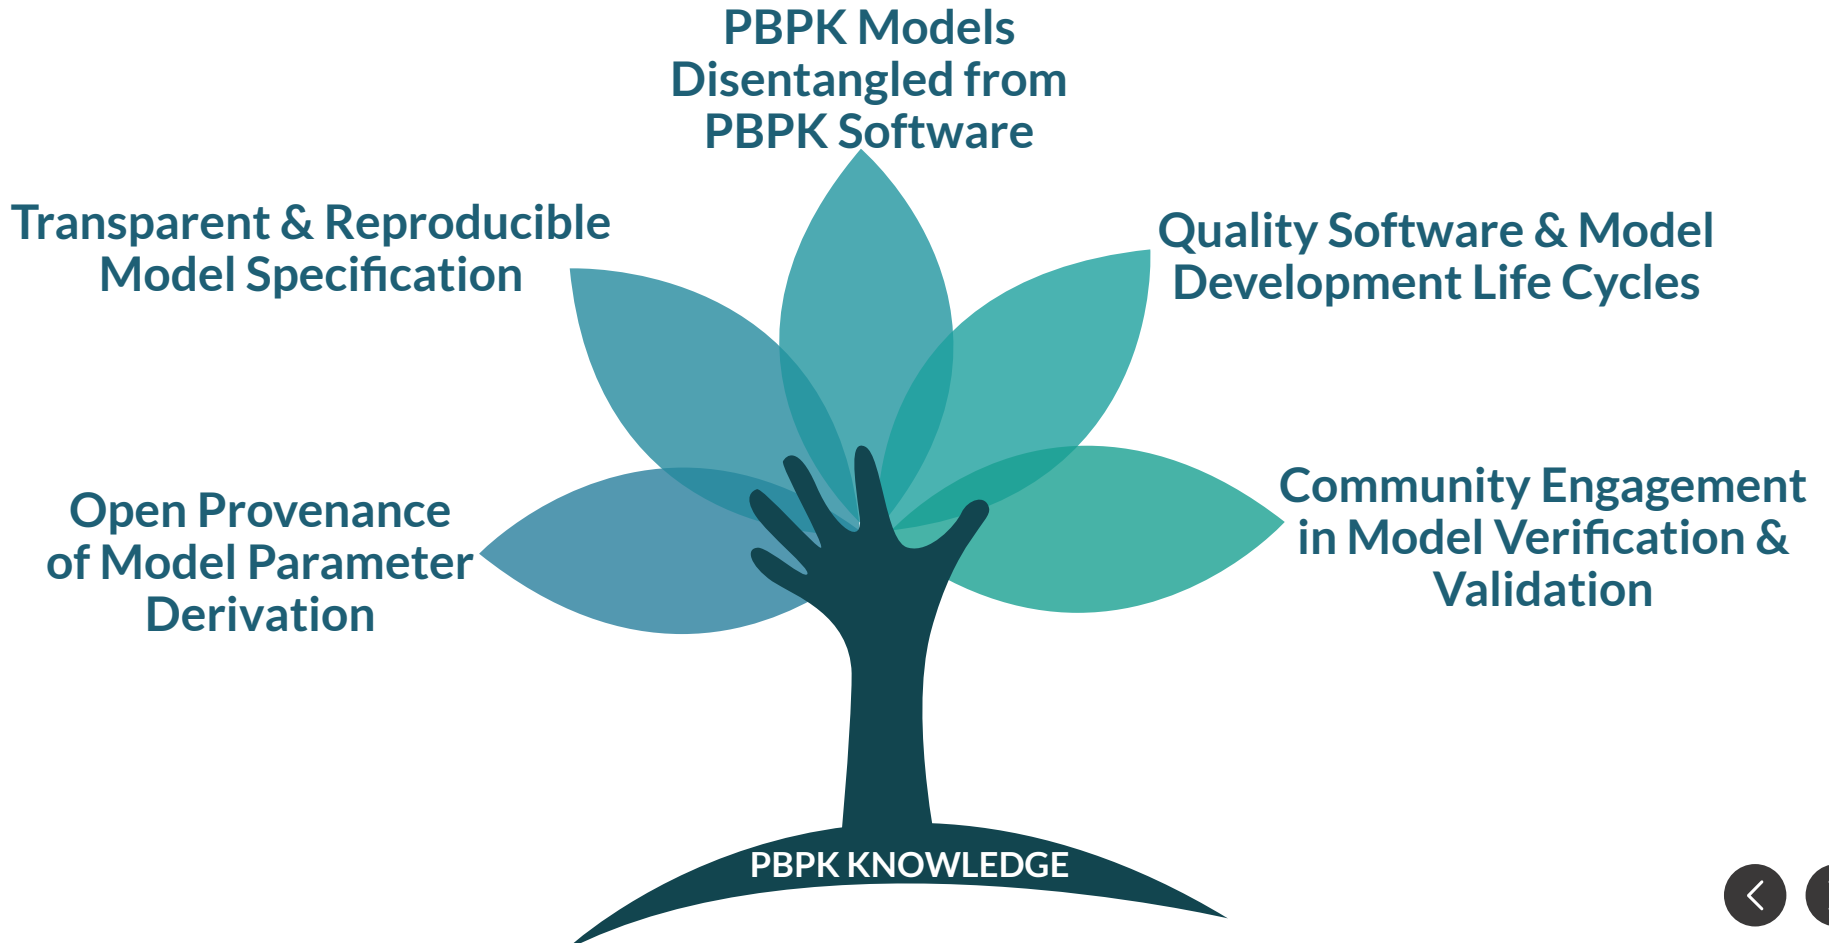 PBPK Models
Disentangled from
PBPK Software
Transparent & Reproducible
Model Specification
Quality Software & Model
Development Life Cycles
Open Provenance
of Model Parameter
Derivation
Community Engagement
in Model Verification &
Validation
PBPK KNOWLEDGE